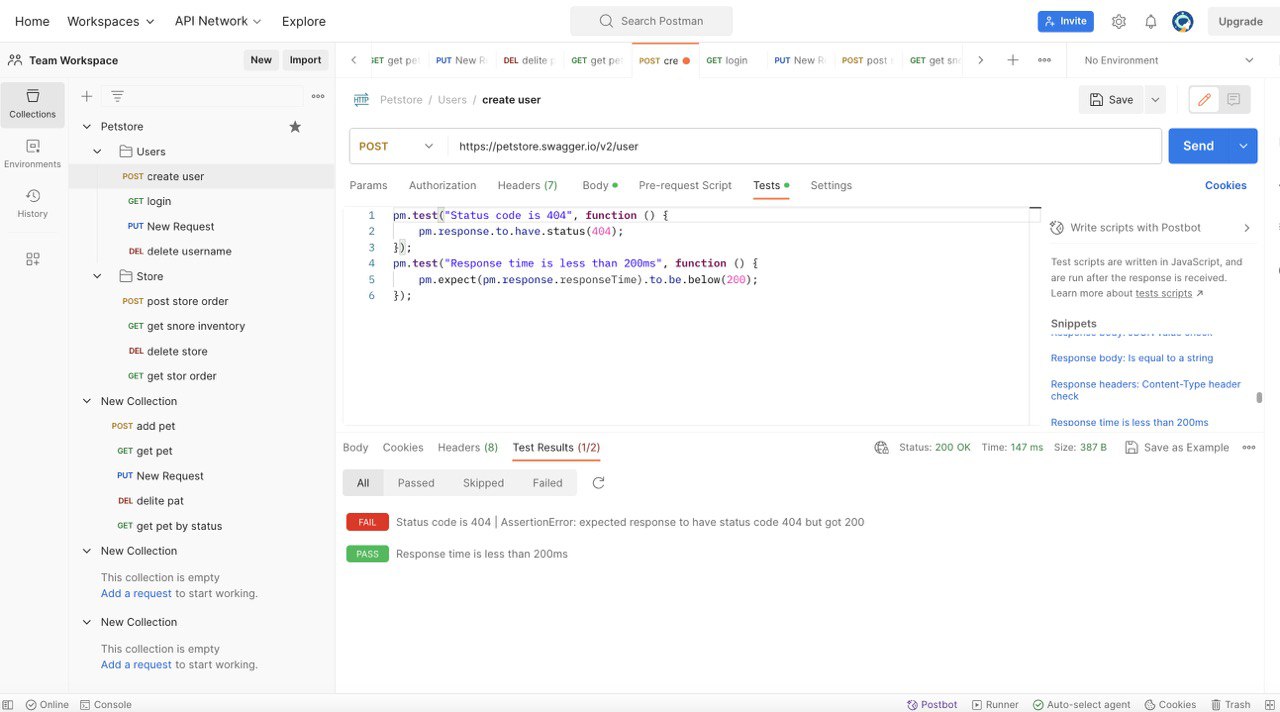 Home Workspaces API Network Explore Search Postman Invite Upgrade
Team Workspace New Import
GET get pe PUT New R DEL delite GET get pe POST cre GET login PUT New R POST post GET get sn No Environment
Collections
Environments
History
Petstore
Users
POST create user
GET login
PUT New Request
DEL delete username
Store
POST post store order
GET get snore inventory
DEL delete store
GET get stor order
New Collection
POST add pet
GET get pet
PUT New Request
DEL delite pat
GET get pet by status
New Collection
This collection is empty
Add a request to start working.
New Collection
This collection is empty
Add a request to start working.
HTTP Petstore / Users / create user Save
POST https://petstore.swagger.io/v2/user Send
Params Authorization Headers (7) Body Pre-request Script Tests Settings Cookies
1 pm.test("Status code is 404", function () {
2 pm.response.to.have.status(404);
3 });
4 pm.test("Response time is less than 200ms", function () {
5 pm.expect(pm.response.responseTime).to.be.below(200);
6 });
Write scripts with Postbot
Test scripts are written in JavaScript, and
are run after the response is received.
Learn more about tests scripts ↗
Snippets
Response body: JSON value check
Response body: Is equal to a string
Response headers: Content-Type header
check
Response time is less than 200ms
Body Cookies Headers (8) Test Results (1/2) Status: 200 OK Time: 147 ms Size: 387 B Save as Example
All Passed Skipped Failed
FAIL Status code is 404 | AssertionError: expected response to have status code 404 but got 200
PASS Response time is less than 200ms
Online Console Postbot Runner Auto-select agent Cookies Trash